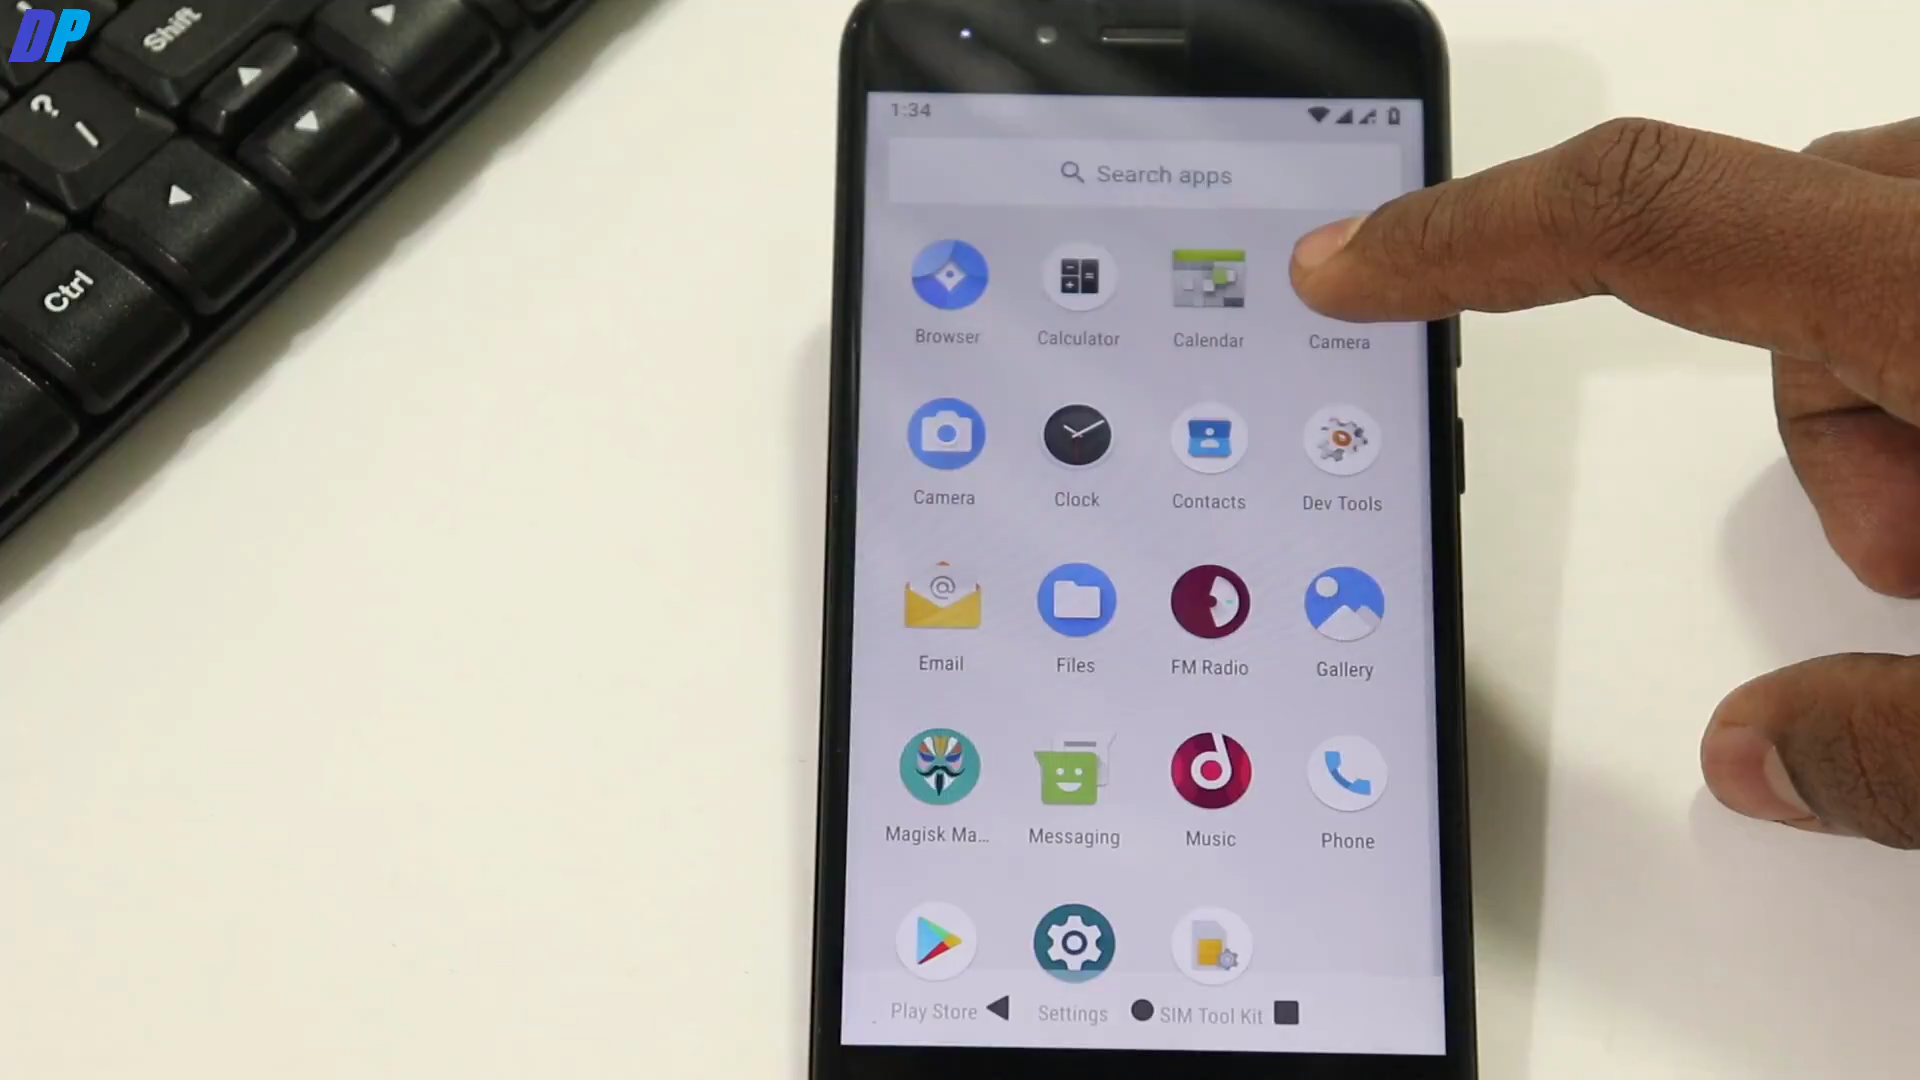 DP
Shift
?
/
Ctrl
1:34
Search apps
Browser
Calculator
Calendar
Camera
Camera
Clock
Contacts
Dev Tools
@
Email
Files
FM Radio
Gallery
Magisk Ma...
Messaging
Music
Phone
Play Store
Settings
SIM Tool Kit